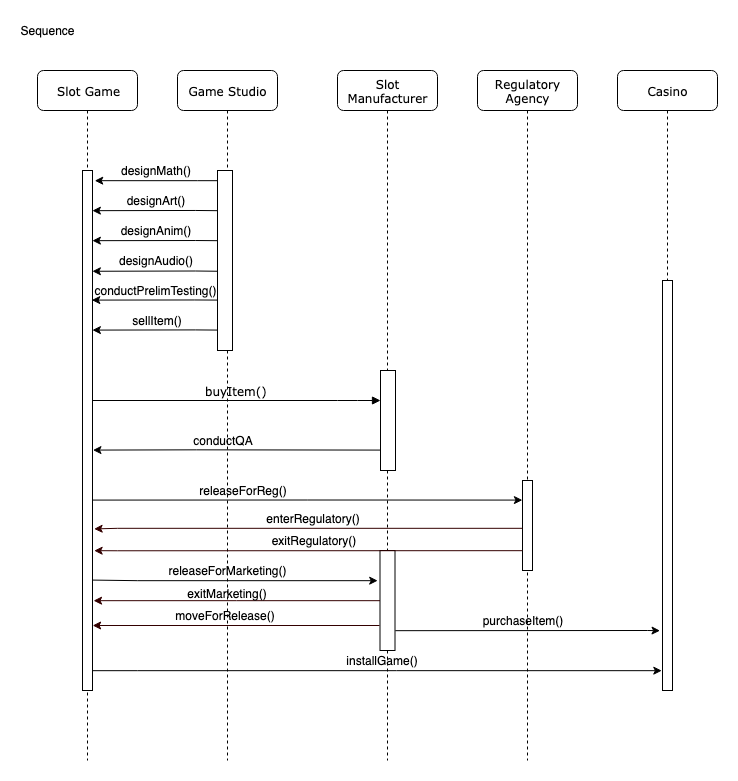 Sequence
Slot Game
Game Studio
Slot
Manufacturer
Regulatory
Agency
Casino
designMath()
designArt()
designAnim()
designAudio()
conductPrelimTesting()
sellItem()
buyItem()
conductQA
releaseForReg()
enterRegulatory()
exitRegulatory()
releaseForMarketing()
exitMarketing()
moveForRelease()
purchaseItem()
installGame()